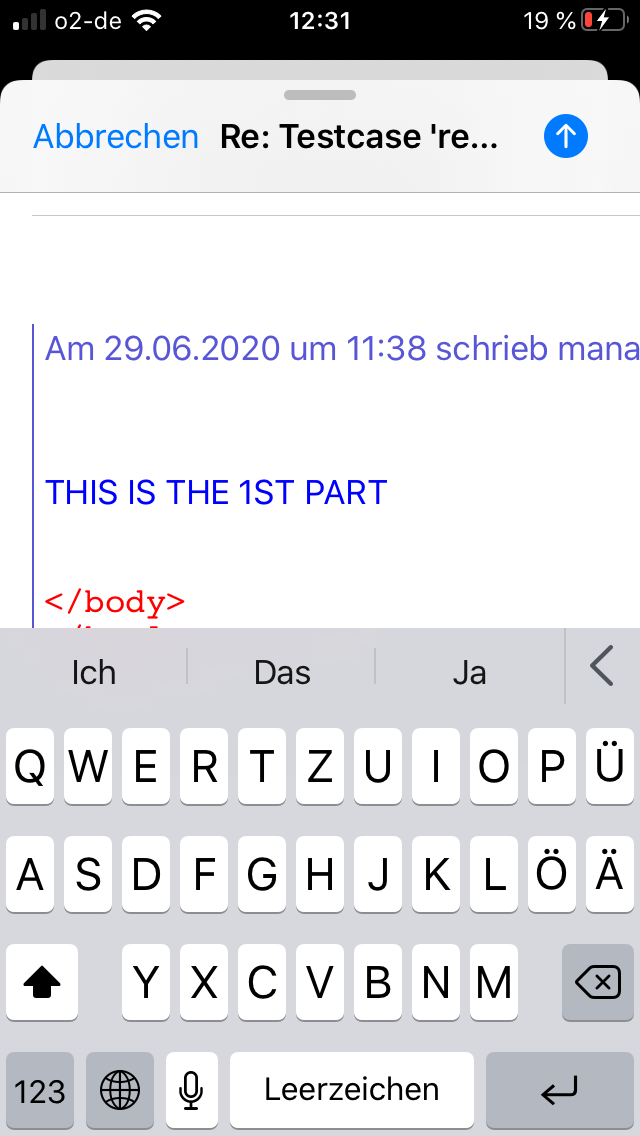 o2-de 12:31 19 %
Abbrechen Re: Testcase 're...
Am 29.06.2020 um 11:38 schrieb mana
THIS IS THE 1ST PART
</body>
Ich Das Ja
Q W E R T Z U I O P Ü
A S D F G H J K L Ö Ä
Y X C V B N M
123 Leerzeichen